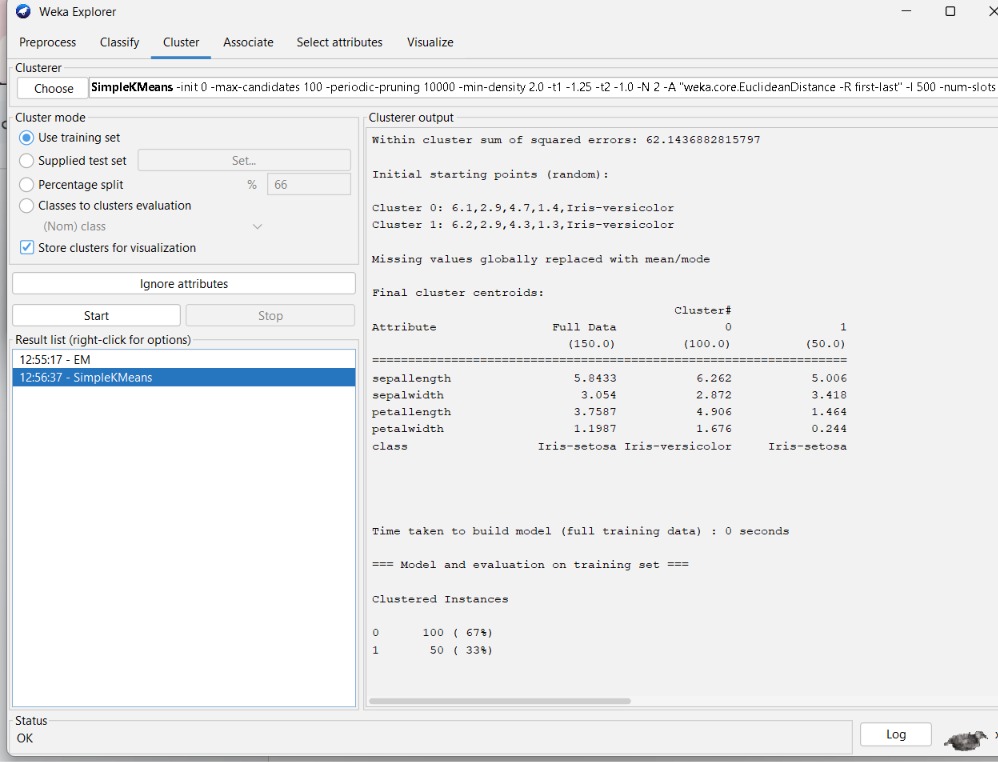 Weka Explorer
Preprocess Classify Cluster Associate Select attributes Visualize
Clusterer
Choose SimpleKMeans -init 0 -max-candidates 100 -periodic-pruning 10000 -min-density 2.0 -t1 -1.25 -t2 -1.0 -N 2 -A "weka.core.EuclideanDistance -R first-last" -I 500 -num-slots
Cluster mode
Use training set
Supplied test set Set...
Percentage split % 66
Classes to clusters evaluation
(Nom) class
Store clusters for visualization
Ignore attributes
Start Stop
Result list (right-click for options)
12:55:17 - EM
12:56:37 - SimpleKMeans
Clusterer output
Within cluster sum of squared errors: 62.1436882815797
Initial starting points (random):
Cluster 0: 6.1,2.9,4.7,1.4,Iris-versicolor
Cluster 1: 6.2,2.9,4.3,1.3,Iris-versicolor
Missing values globally replaced with mean/mode
Final cluster centroids:
Cluster#
Attribute Full Data 0 1
(150.0) (100.0) (50.0)
==================================================================
sepallength 5.8433 6.262 5.006
sepalwidth 3.054 2.872 3.418
petallength 3.7587 4.906 1.464
petalwidth 1.1987 1.676 0.244
class Iris-setosa Iris-versicolor Iris-setosa
Time taken to build model (full training data) : 0 seconds
=== Model and evaluation on training set ===
Clustered Instances
0 100 ( 67%)
1 50 ( 33%)
Status
OK
Log